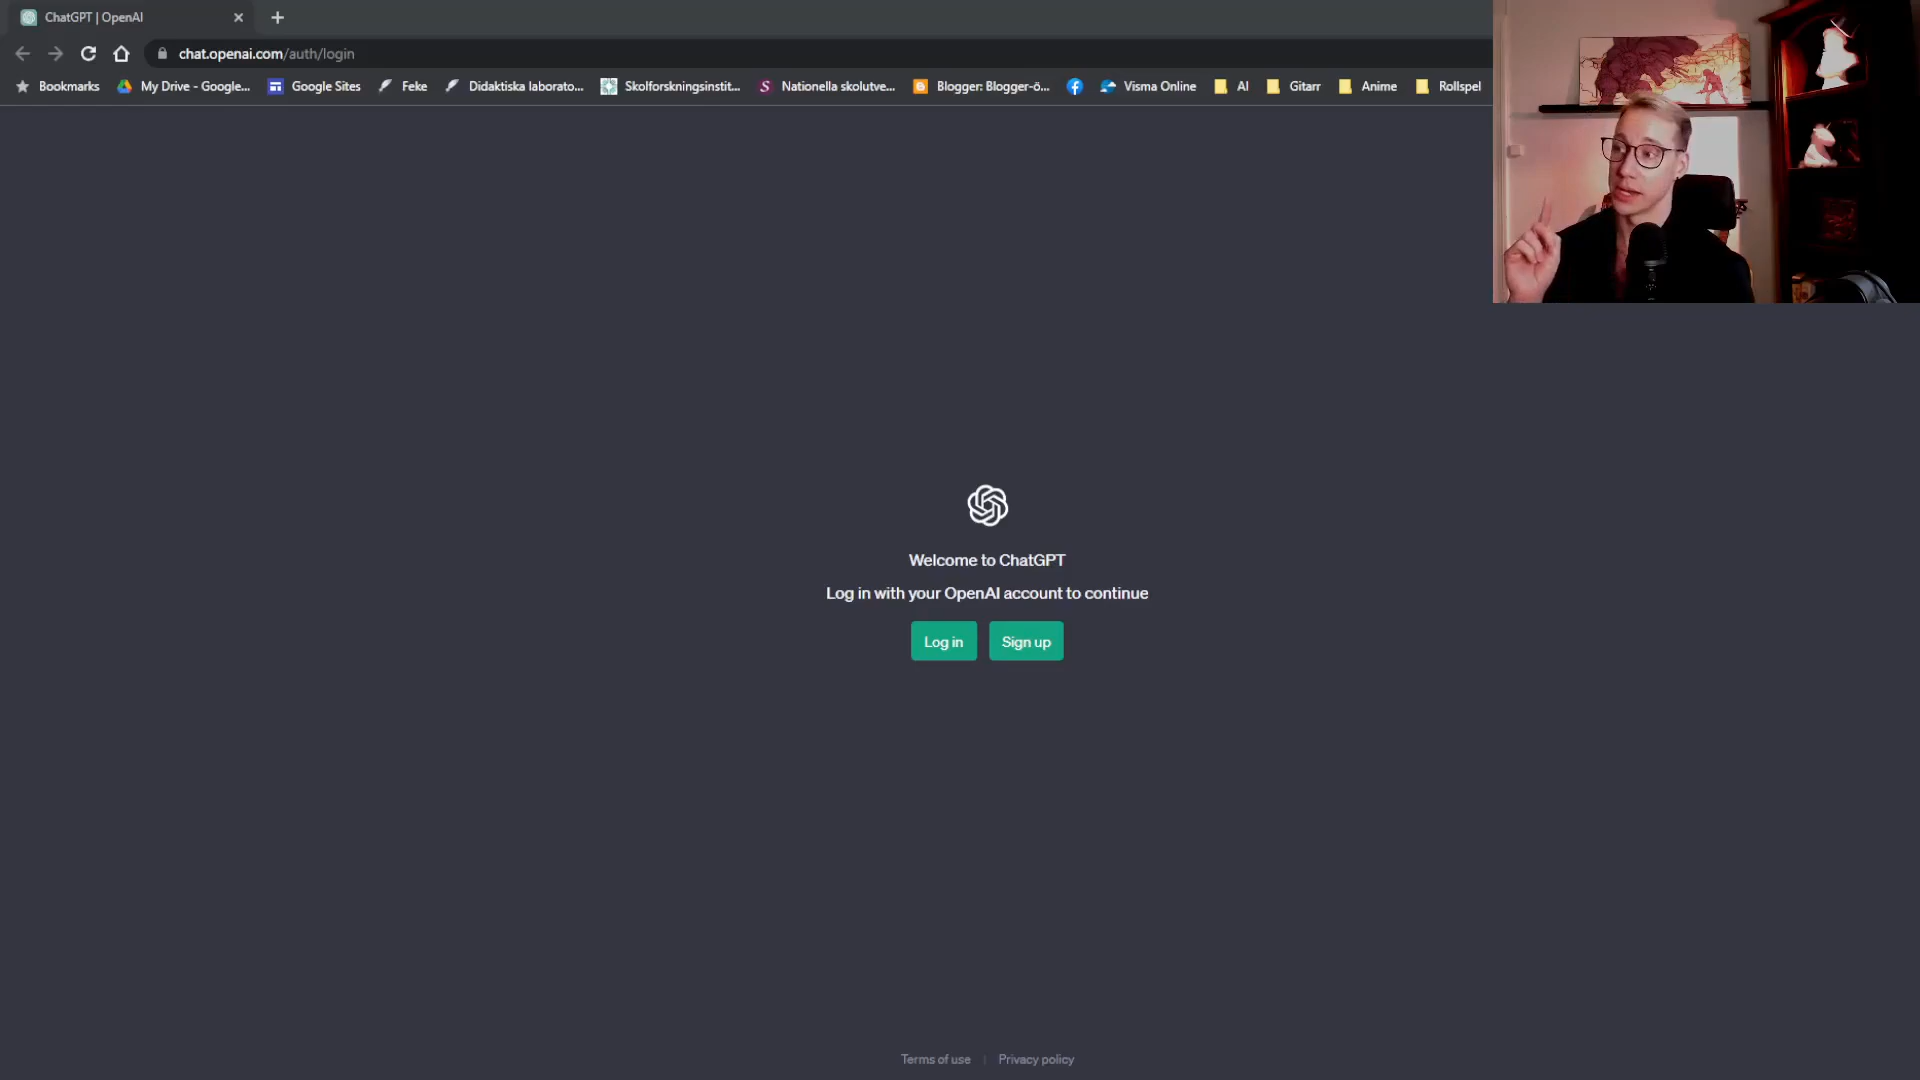 ChatGPT | OpenAI
chat.openai.com/auth/login
Bookmarks My Drive - Google... Google Sites Feke Didaktiska laborato... Skolforskningsinstit... Nationella skolutve... Blogger: Blogger-ö... Visma Online AI Gitarr Anime Rollspel
Welcome to ChatGPT
Log in with your OpenAI account to continue
Log in Sign up
Terms of use | Privacy policy